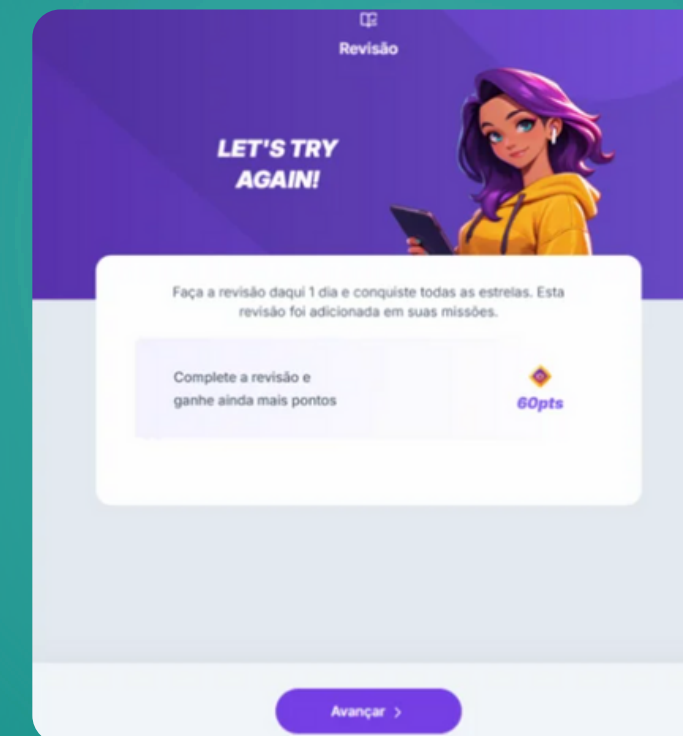 Revisão
LET'S TRY
AGAIN!
Faça a revisão daqui 1 dia e conquiste todas as estrelas. Esta
revisão foi adicionada em suas missões.
Complete a revisão e
ganhe ainda mais pontos
60pts
Avançar